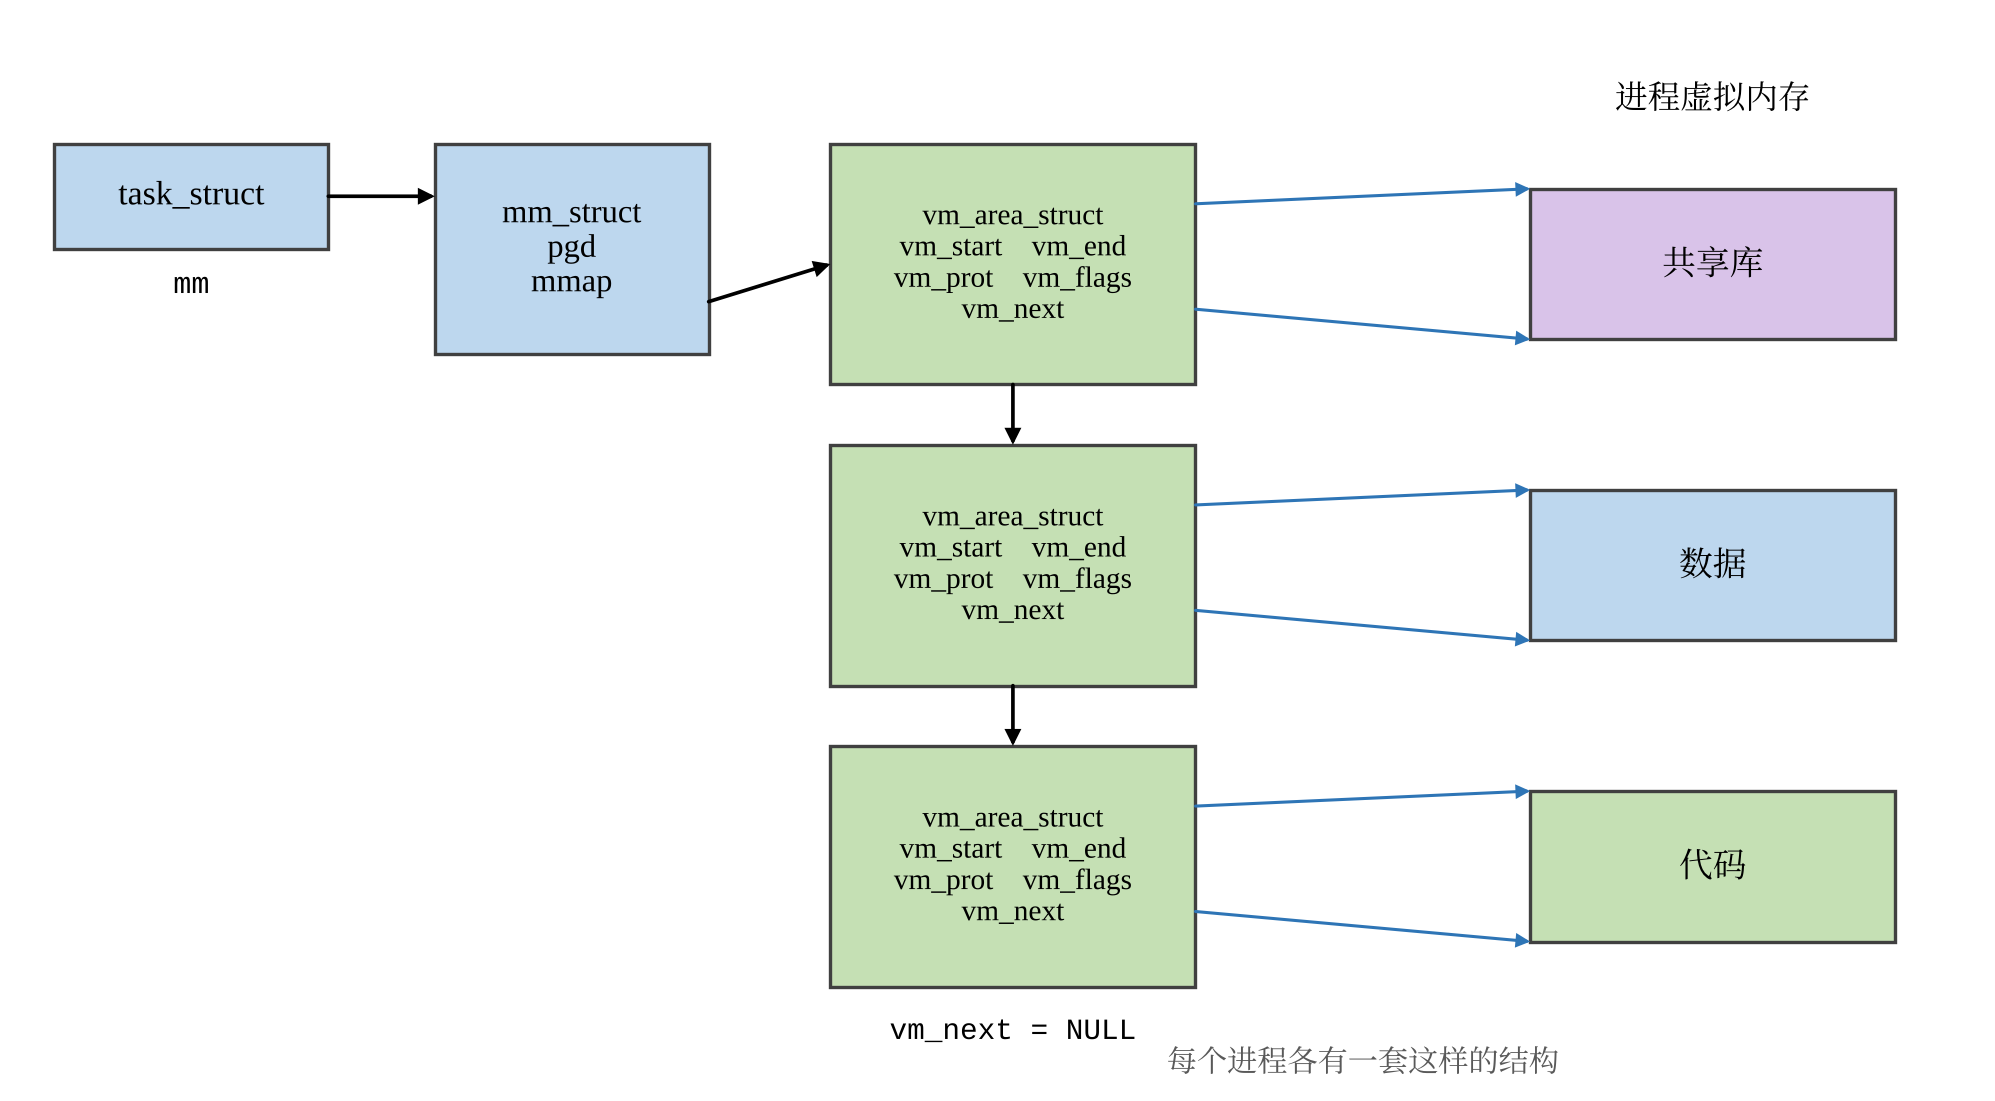 进程虚拟内存
task_struct
mm
mm_struct
pgd
mmap
vm_area_struct
vm_start vm_end
vm_prot vm_flags
vm_next
共享库
vm_area_struct
vm_start vm_end
vm_prot vm_flags
vm_next
数据
vm_area_struct
vm_start vm_end
vm_prot vm_flags
vm_next
代码
vm_next = NULL
每个进程各有一套这样的结构